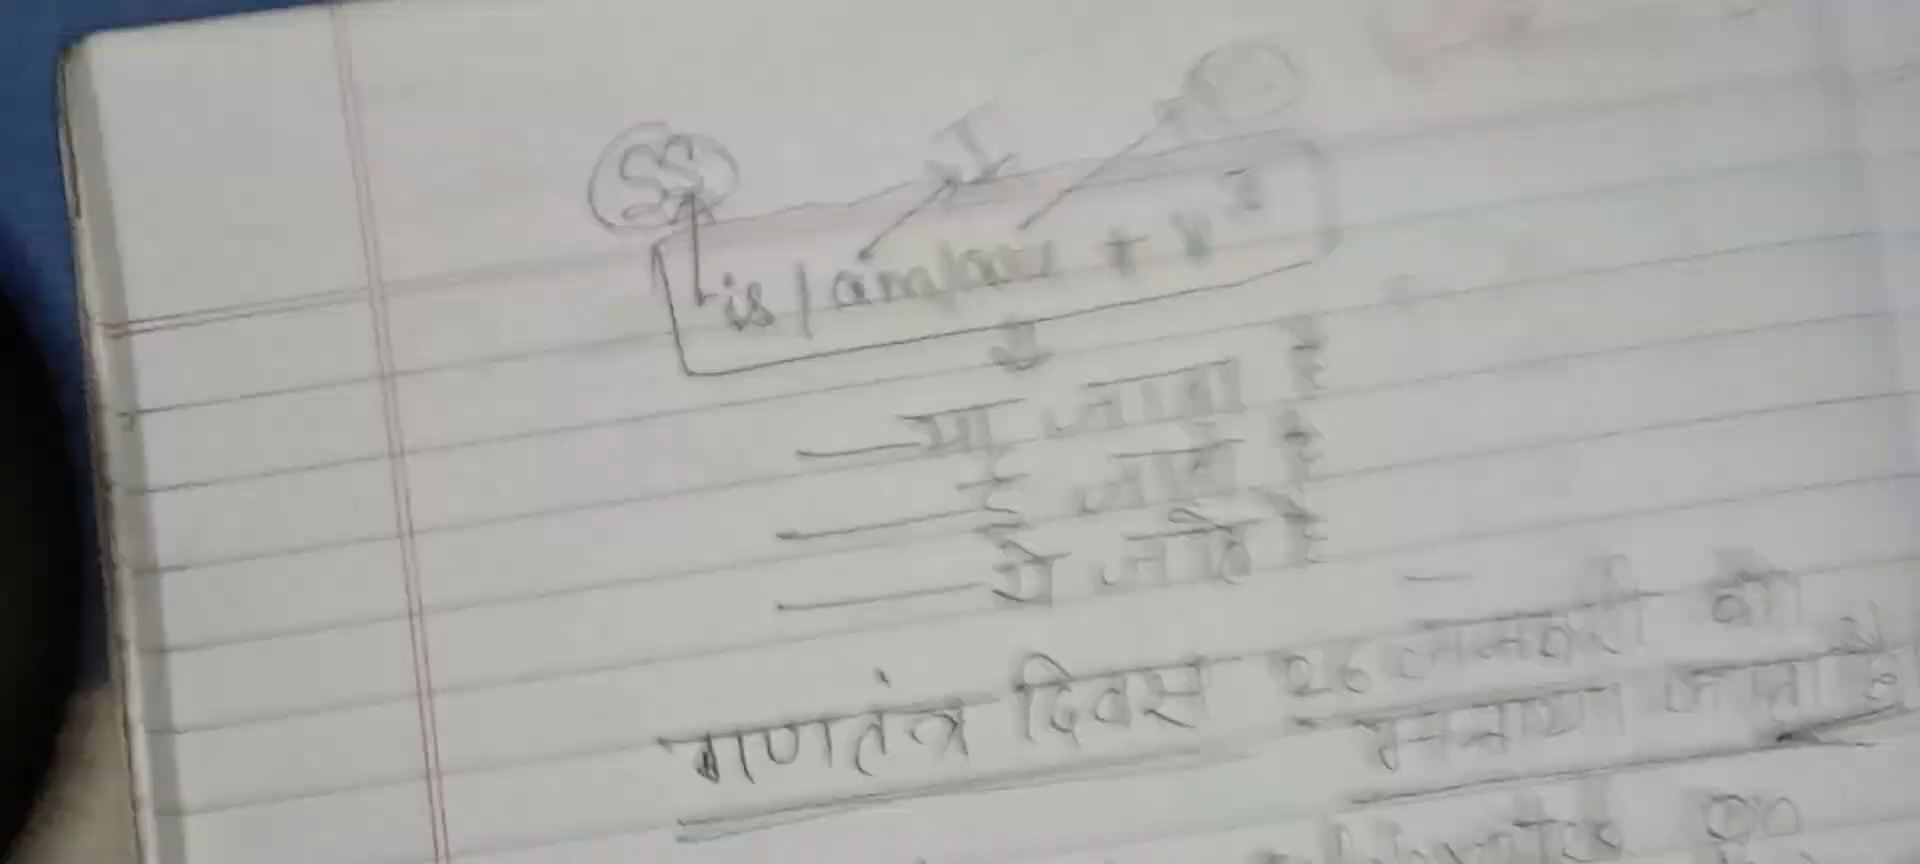 SS I
is / am/are + V³
या जाता है
ई जाती है
ये जाते है
गणतंत्र दिवस 26 जनवरी को
मनाया जाता है।